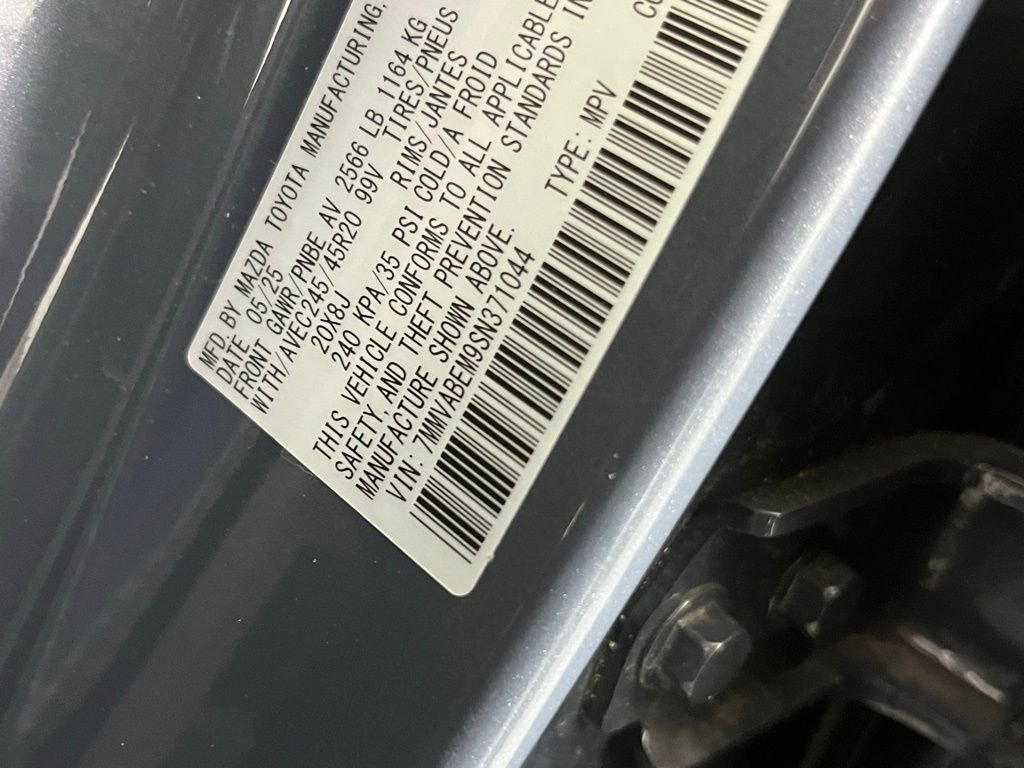 MFD. BY MAZDA TOYOTA MANUFACTURING,
DATE 05/25
FRONT GAWR/PNBE AV 2566 LB 1164 KG
WITH/AVEC245/45R20 99V TIRES/PNEUS
20X8J RIMS/JANTES
240 KPA/35 PSI COLD/A FROID
THIS VEHICLE CONFORMS TO ALL APPLICABLE
SAFETY, AND THEFT PREVENTION STANDARDS IN
MANUFACTURE SHOWN ABOVE.
VIN: 7MMVABEM9SN371044 TYPE: MPV